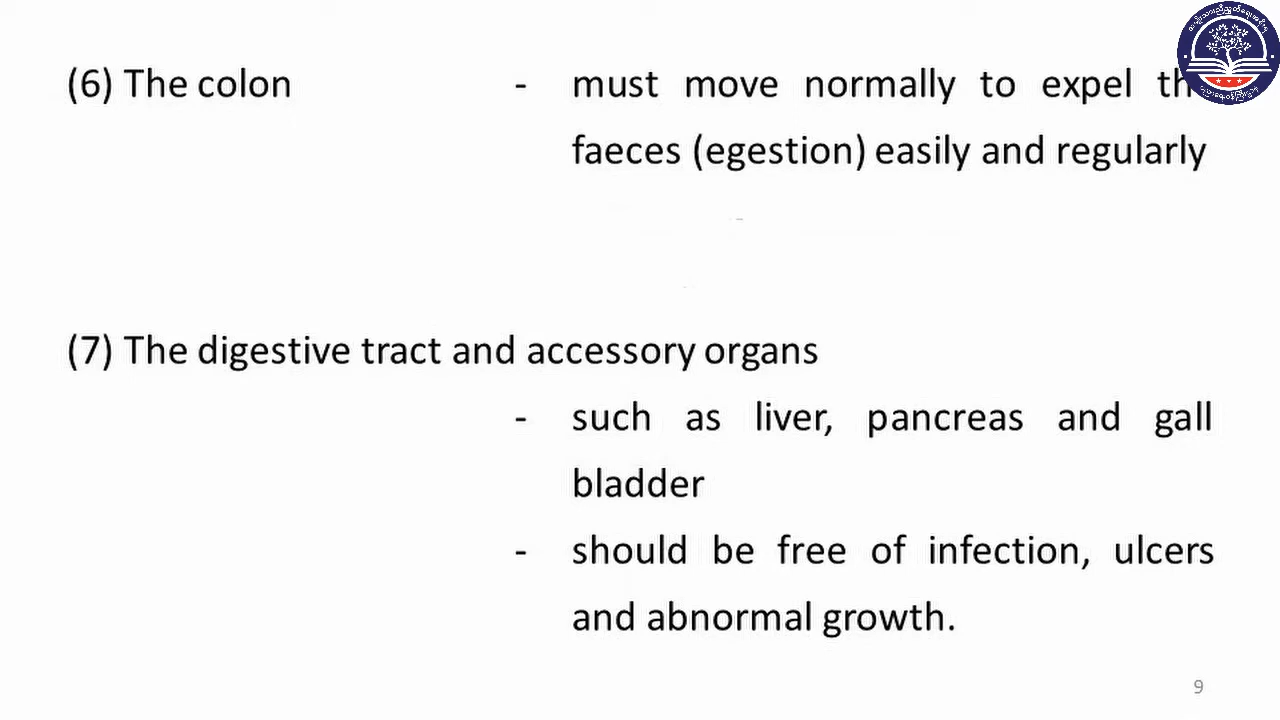 (6) The colon - must move normally to expel
faeces (egestion) easily and regularly
(7) The digestive tract and accessory organs
- such as liver, pancreas and gall
bladder
- should be free of infection, ulcers
and abnormal growth.
9